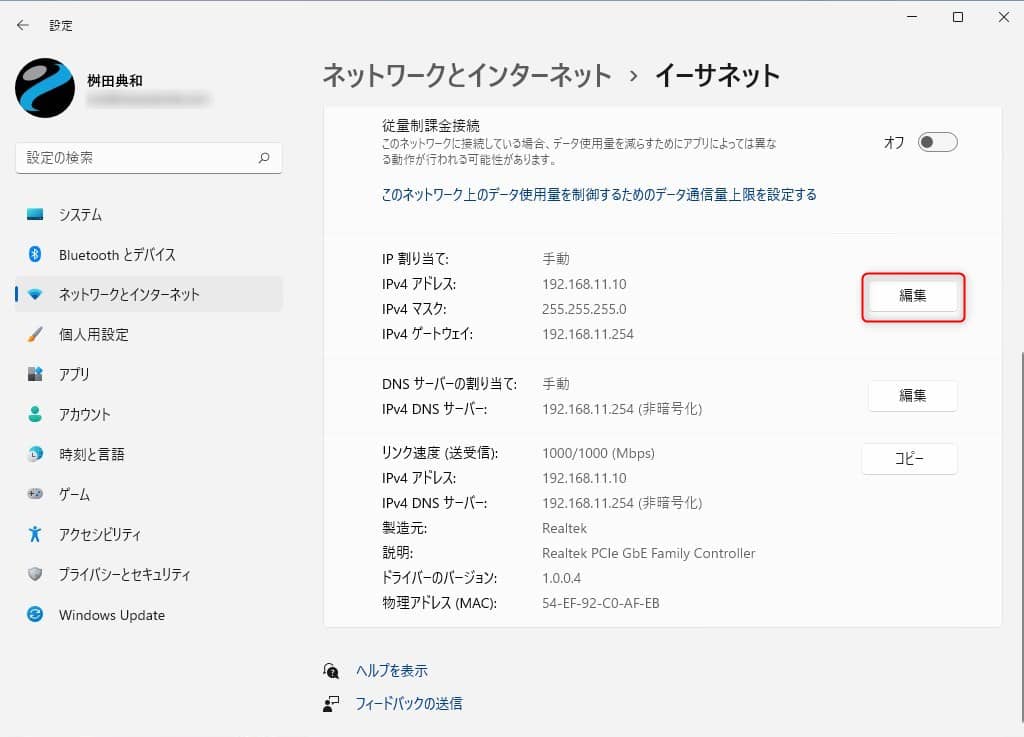 設定
桝田典和
設定の検索
システム
Bluetooth とデバイス
ネットワークとインターネット
個人用設定
アプリ
アカウント
時刻と言語
ゲーム
アクセシビリティ
プライバシーとセキュリティ
Windows Update
ネットワークとインターネット › イーサネット
従量制課金接続
このネットワークに接続している場合、データ使用量を減らすためにアプリによっては異な
る動作が行われる可能性があります。
オフ
このネットワーク上のデータ使用量を制御するためのデータ通信量上限を設定する
IP 割り当て: 手動
IPv4 アドレス: 192.168.11.10
IPv4 マスク: 255.255.255.0
IPv4 ゲートウェイ: 192.168.11.254
編集
DNS サーバーの割り当て: 手動
IPv4 DNS サーバー: 192.168.11.254 (非暗号化)
編集
リンク速度 (送受信): 1000/1000 (Mbps)
IPv4 アドレス: 192.168.11.10
IPv4 DNS サーバー: 192.168.11.254 (非暗号化)
製造元: Realtek
説明: Realtek PCIe GbE Family Controller
ドライバーのバージョン: 1.0.0.4
物理アドレス (MAC): 54-EF-92-C0-AF-EB
コピー
ヘルプを表示
フィードバックの送信